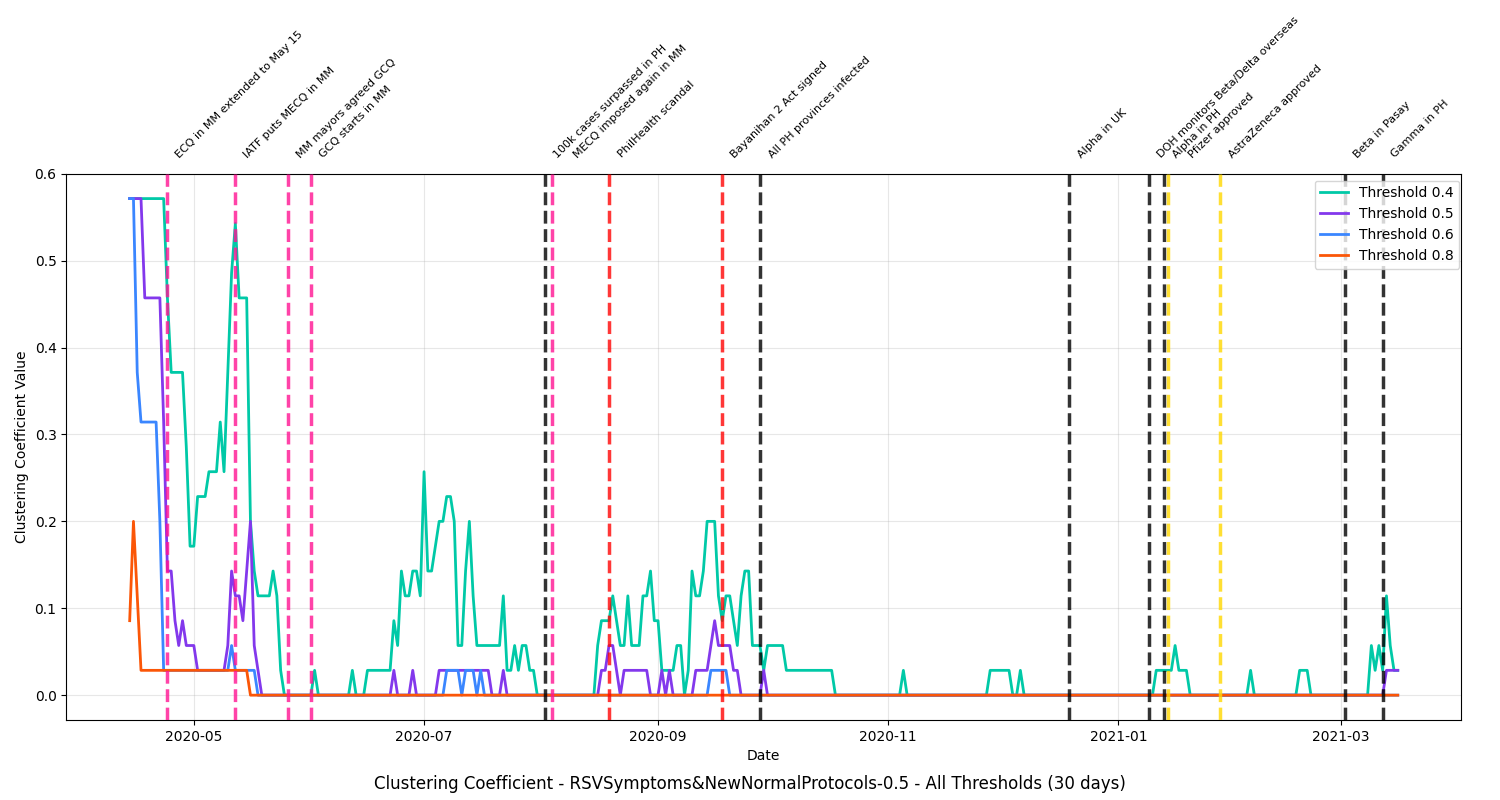 ECQ in MM extended to May 15
IATF puts MECQ in MM
MM mayors agreed GCQ
GCQ starts in MM
100k cases surpassed in PH
MECQ imposed again in MM
PhilHealth scandal
Bayanihan 2 Act signed
All PH provinces infected
Alpha in UK
DOH monitors Beta/Delta overseas
Alpha in PH
Pfizer approved
AstraZeneca approved
Beta in Pasay
Gamma in PH
Threshold 0.4
Threshold 0.5
Threshold 0.6
Threshold 0.8
Clustering Coefficient Value
0.6
0.5
0.4
0.3
0.2
0.1
0.0
2020-05 2020-07 2020-09 2020-11 2021-01 2021-03
Date
Clustering Coefficient - RSVSymptoms&NewNormalProtocols-0.5 - All Thresholds (30 days)